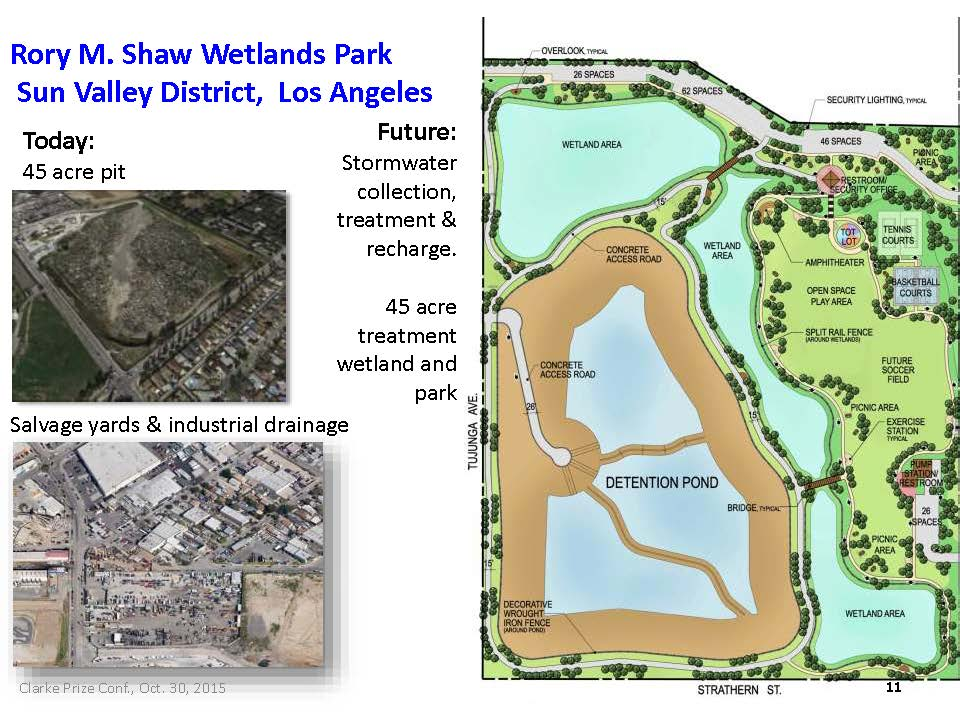 Rory M. Shaw Wetlands Park
Sun Valley District, Los Angeles
Today:
45 acre pit
Future:
Stormwater
collection,
treatment &
recharge.
45 acre
treatment
wetland and
park
Salvage yards & industrial drainage
OVERLOOK, TYPICAL
26 SPACES
62 SPACES
SECURITY LIGHTING, TYPICAL
46 SPACES
WETLAND AREA
PICNIC
AREA
RESTROOM/
SECURITY OFFICE
15'
TOT
LOT
TENNIS
COURTS
CONCRETE
ACCESS ROAD
WETLAND
AREA
AMPHITHEATER
BASKETBALL
COURTS
OPEN SPACE
PLAY AREA
SPLIT RAIL FENCE
(AROUND WETLANDS)
CONCRETE
ACCESS ROAD
FUTURE
SOCCER
FIELD
26'
15'
PICNIC AREA
EXERCISE
STATION
TYPICAL
TUJUNGA AVE.
DETENTION POND
PUMP
STATION/
RESTROOM
BRIDGE, TYPICAL
26
SPACES
PICNIC
AREA
15'
DECORATIVE
WROUGHT
IRON FENCE
(AROUND POND)
WETLAND AREA
STRATHERN ST.
Clarke Prize Conf., Oct. 30, 2015
11